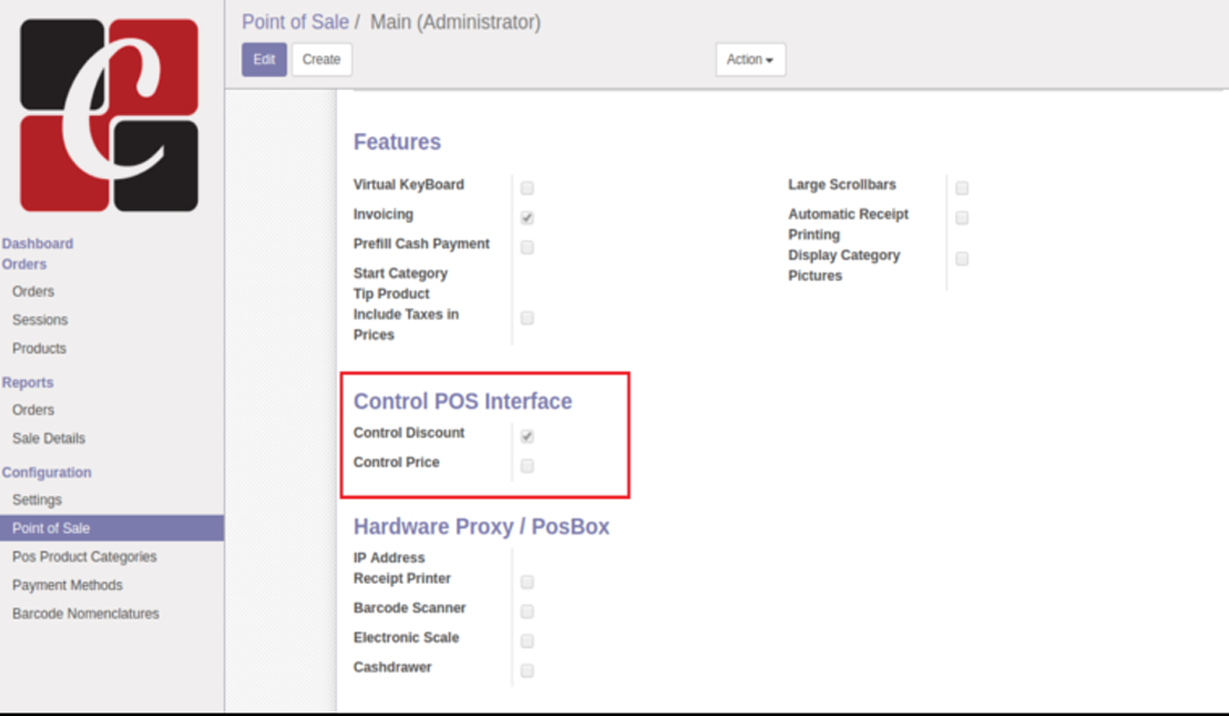 Point of Sale / Main (Administrator)
Edit Create Action
C
Dashboard
Orders
Orders
Sessions
Products
Reports
Orders
Sale Details
Configuration
Settings
Point of Sale
Pos Product Categories
Payment Methods
Barcode Nomenclatures
Features
Virtual KeyBoard
Invoicing
Prefill Cash Payment
Start Category
Tip Product
Include Taxes in
Prices
Large Scrollbars
Automatic Receipt
Printing
Display Category
Pictures
Control POS Interface
Control Discount
Control Price
Hardware Proxy / PosBox
IP Address
Receipt Printer
Barcode Scanner
Electronic Scale
Cashdrawer